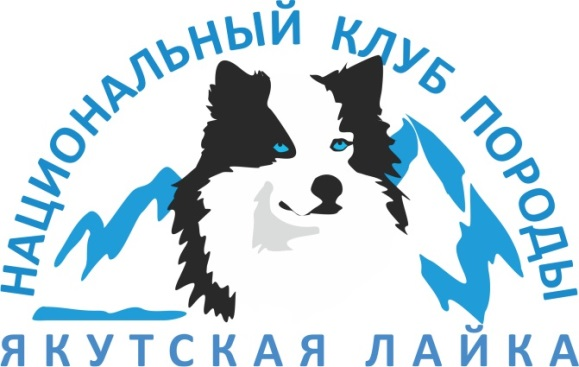 НАЦИОНАЛЬНЫЙ КЛУБ ПОРОДЫ
ЯКУТСКАЯ ЛАЙКА